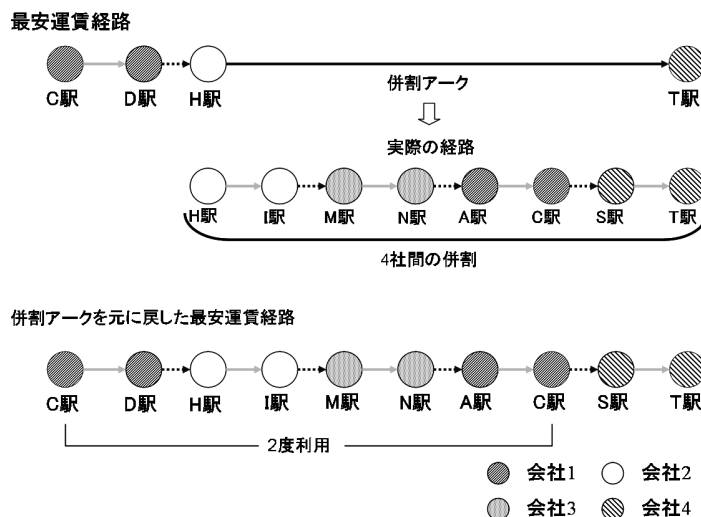 最安運賃経路
C駅 D駅 H駅 T駅
併割アーク
実際の経路
H駅 I駅 M駅 N駅 A駅 C駅 S駅 T駅
4社間の併割
併割アークを元に戻した最安運賃経路
C駅 D駅 H駅 I駅 M駅 N駅 A駅 C駅 S駅 T駅
2度利用
会社1 会社2
会社3 会社4